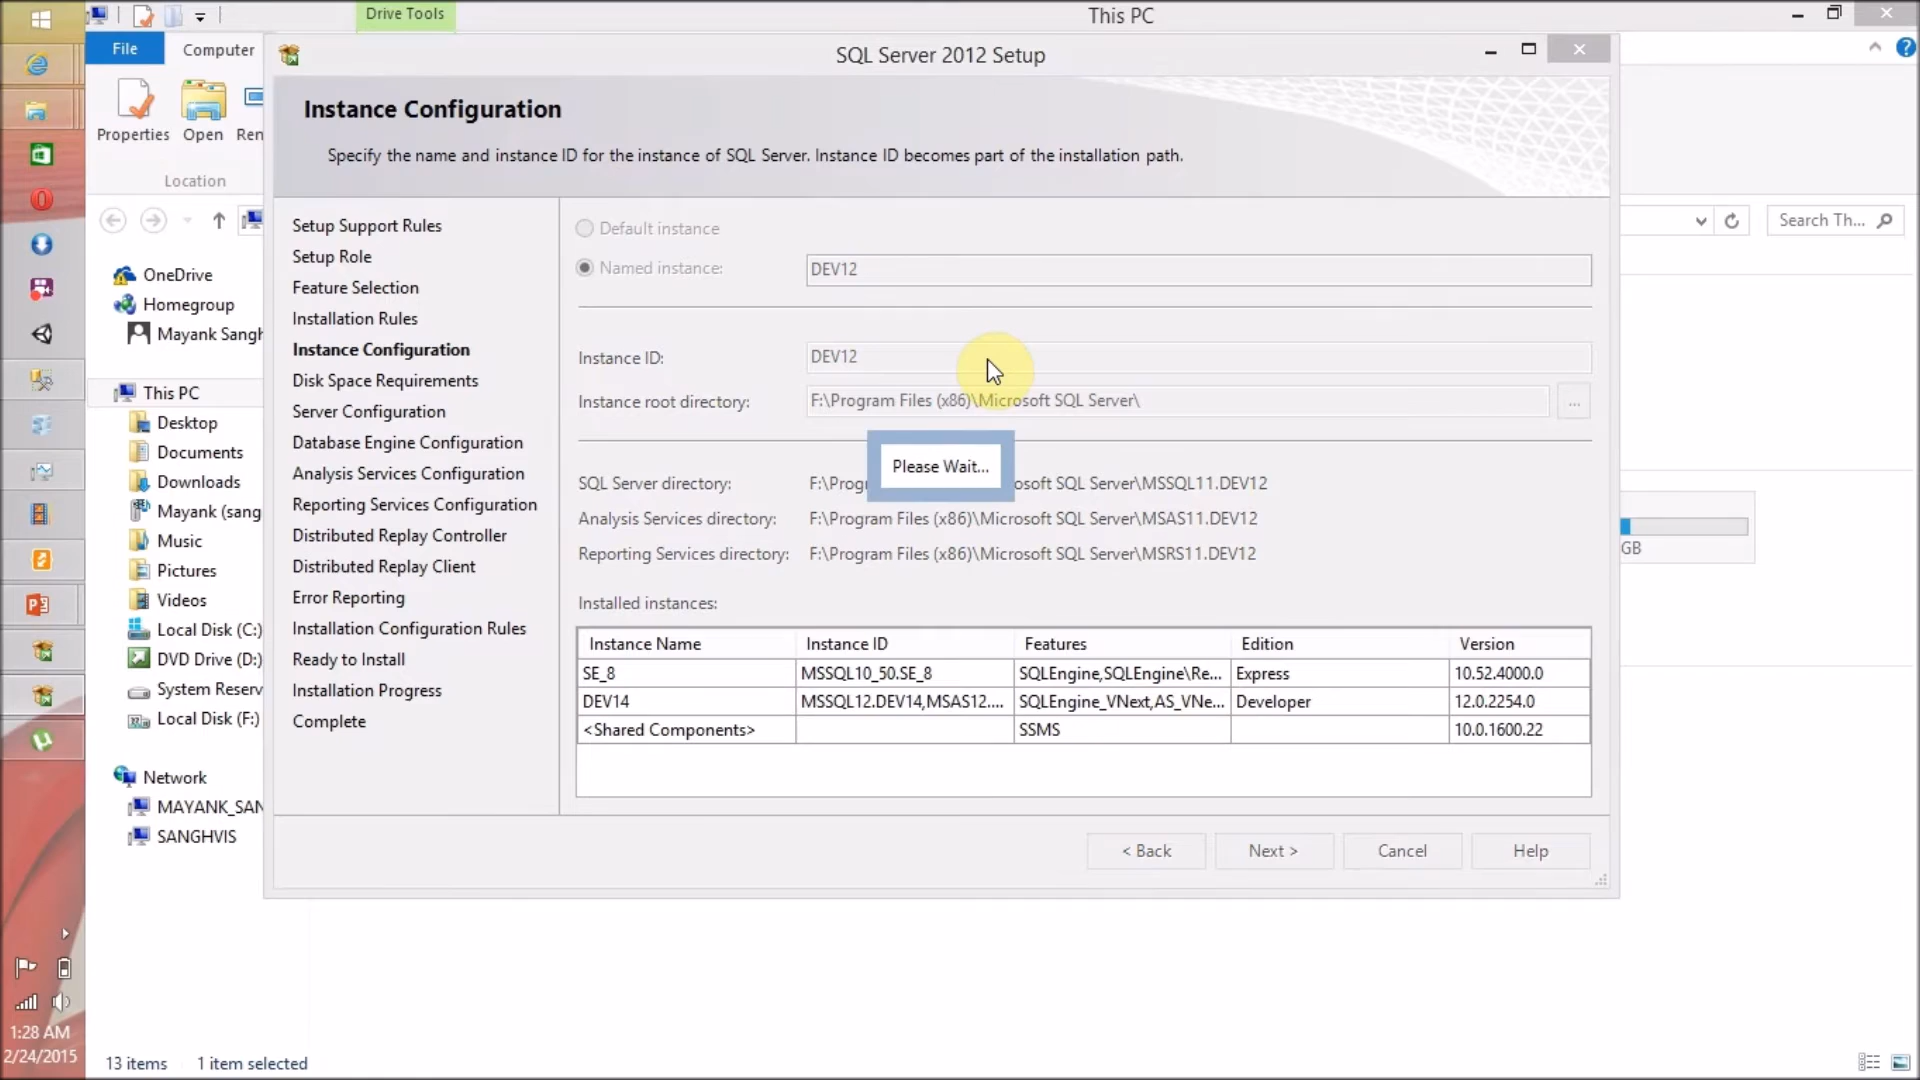 Drive Tools
This PC
File
Computer
SQL Server 2012 Setup
Properties
Open
Ren
Location
Instance Configuration
Specify the name and instance ID for the instance of SQL Server. Instance ID becomes part of the installation path.
Search Th...
OneDrive
Homegroup
Mayank Sangh
This PC
Desktop
Documents
Downloads
Mayank (sang
Music
Pictures
Videos
Local Disk (C:)
DVD Drive (D:)
System Reserv
Local Disk (F:)
Network
MAYANK_SAN
SANGHVIS
Setup Support Rules
Setup Role
Feature Selection
Installation Rules
Instance Configuration
Disk Space Requirements
Server Configuration
Database Engine Configuration
Analysis Services Configuration
Reporting Services Configuration
Distributed Replay Controller
Distributed Replay Client
Error Reporting
Installation Configuration Rules
Ready to Install
Installation Progress
Complete
Default instance
Named instance: DEV12
Instance ID: DEV12
Instance root directory: F:\Program Files (x86)\Microsoft SQL Server\ ...
Please Wait...
SQL Server directory: F:\Progr osoft SQL Server\MSSQL11.DEV12
Analysis Services directory: F:\Program Files (x86)\Microsoft SQL Server\MSAS11.DEV12
Reporting Services directory: F:\Program Files (x86)\Microsoft SQL Server\MSRS11.DEV12
Installed instances:
Instance Name Instance ID Features Edition Version
SE_8 MSSQL10_50.SE_8 SQLEngine,SQLEngine\Re... Express 10.52.4000.0
DEV14 MSSQL12.DEV14,MSAS12.... SQLEngine_VNext,AS_VNe... Developer 12.0.2254.0
<Shared Components> SSMS 10.0.1600.22
< Back
Next >
Cancel
Help
GB
1:28 AM
2/24/2015
13 items
1 item selected